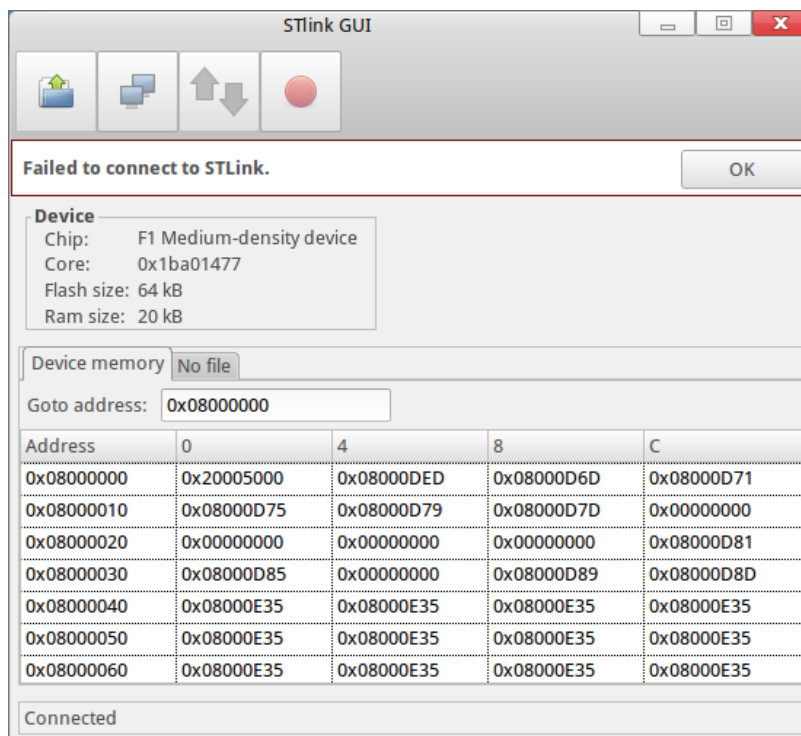 STlink GUI
Failed to connect to STLink.
OK
Device
Chip: F1 Medium-density device
Core: 0x1ba01477
Flash size: 64 kB
Ram size: 20 kB
Device memory No file
Goto address: 0x08000000
Address 0 4 8 C
0x08000000 0x20005000 0x08000DED 0x08000D6D 0x08000D71
0x08000010 0x08000D75 0x08000D79 0x08000D7D 0x00000000
0x08000020 0x00000000 0x00000000 0x00000000 0x08000D81
0x08000030 0x08000D85 0x00000000 0x08000D89 0x08000D8D
0x08000040 0x08000E35 0x08000E35 0x08000E35 0x08000E35
0x08000050 0x08000E35 0x08000E35 0x08000E35 0x08000E35
0x08000060 0x08000E35 0x08000E35 0x08000E35 0x08000E35
Connected